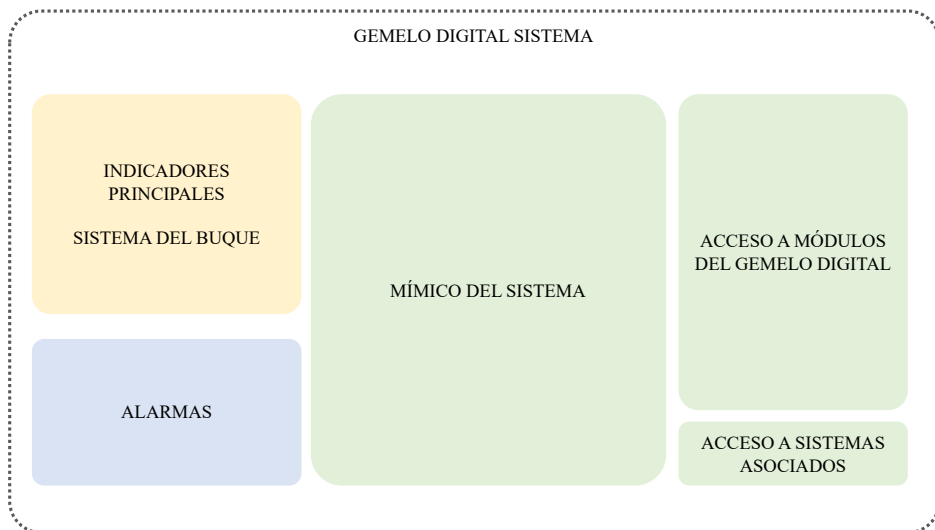 GEMELO DIGITAL SISTEMA
INDICADORES
PRINCIPALES
SISTEMA DEL BUQUE
ALARMAS
MÍMICO DEL SISTEMA
ACCESO A MÓDULOS
DEL GEMELO DIGITAL
ACCESO A SISTEMAS
ASOCIADOS